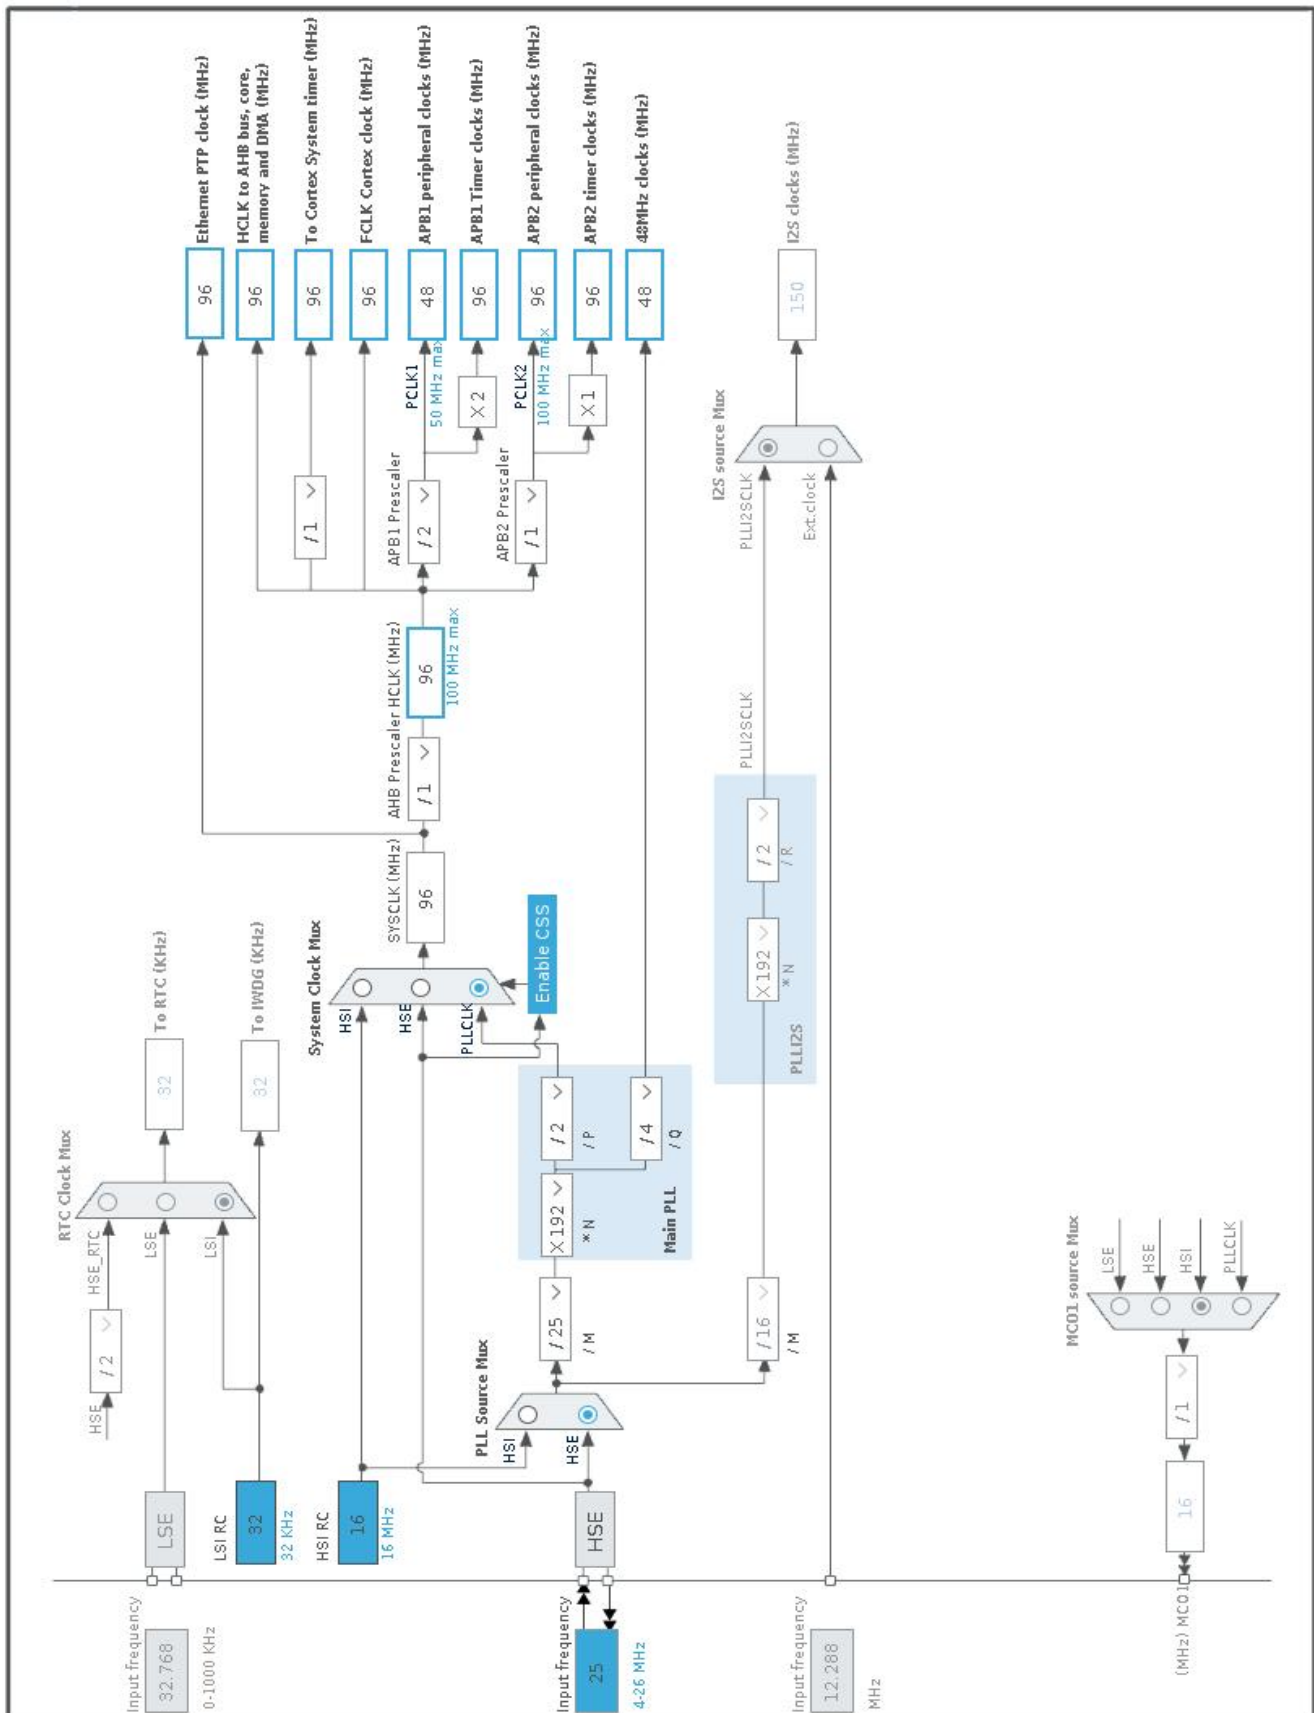 RTC Clock Mux
HSE
/ 2
HSE_RTC
LSE
LSI
32
To RTC (KHz)
32
To IWDG (KHz)
Input frequency
32.768
0-1000 KHz
LSE
LSI RC
32
32 KHz
HSI RC
16
16 MHz
System Clock Mux
HSI
HSE
PLLCLK
Enable CSS
SYSCLK (MHz)
96
AHB Prescaler
/ 1
HCLK (MHz)
96
100 MHz max
96
Ethernet PTP clock (MHz)
96
HCLK to AHB bus, core,
memory and DMA (MHz)
/ 1
96
To Cortex System timer (MHz)
96
FCLK Cortex clock (MHz)
APB1 Prescaler
/ 2
PCLK1
50 MHz max
48
APB1 peripheral clocks (MHz)
X 2
96
APB1 Timer clocks (MHz)
APB2 Prescaler
/ 1
PCLK2
100 MHz max
96
APB2 peripheral clocks (MHz)
X 1
96
APB2 timer clocks (MHz)
48
48MHz clocks (MHz)
Input frequency
25
4-26 MHz
HSE
PLL Source Mux
HSI
HSE
/ 25
/ M
X 192
* N
/ 2
/ P
/ 4
/ Q
Main PLL
/ 16
/ M
X 192
* N
/ 2
/ R
PLLI2S
PLLI2SCLK
PLLI2SCLK
I2S source Mux
Ext.clock
150
I2S clocks (MHz)
Input frequency
12.288
MHz
MCO1 source Mux
LSE
HSE
HSI
PLLCLK
/ 1
16
(MHz) MCO1